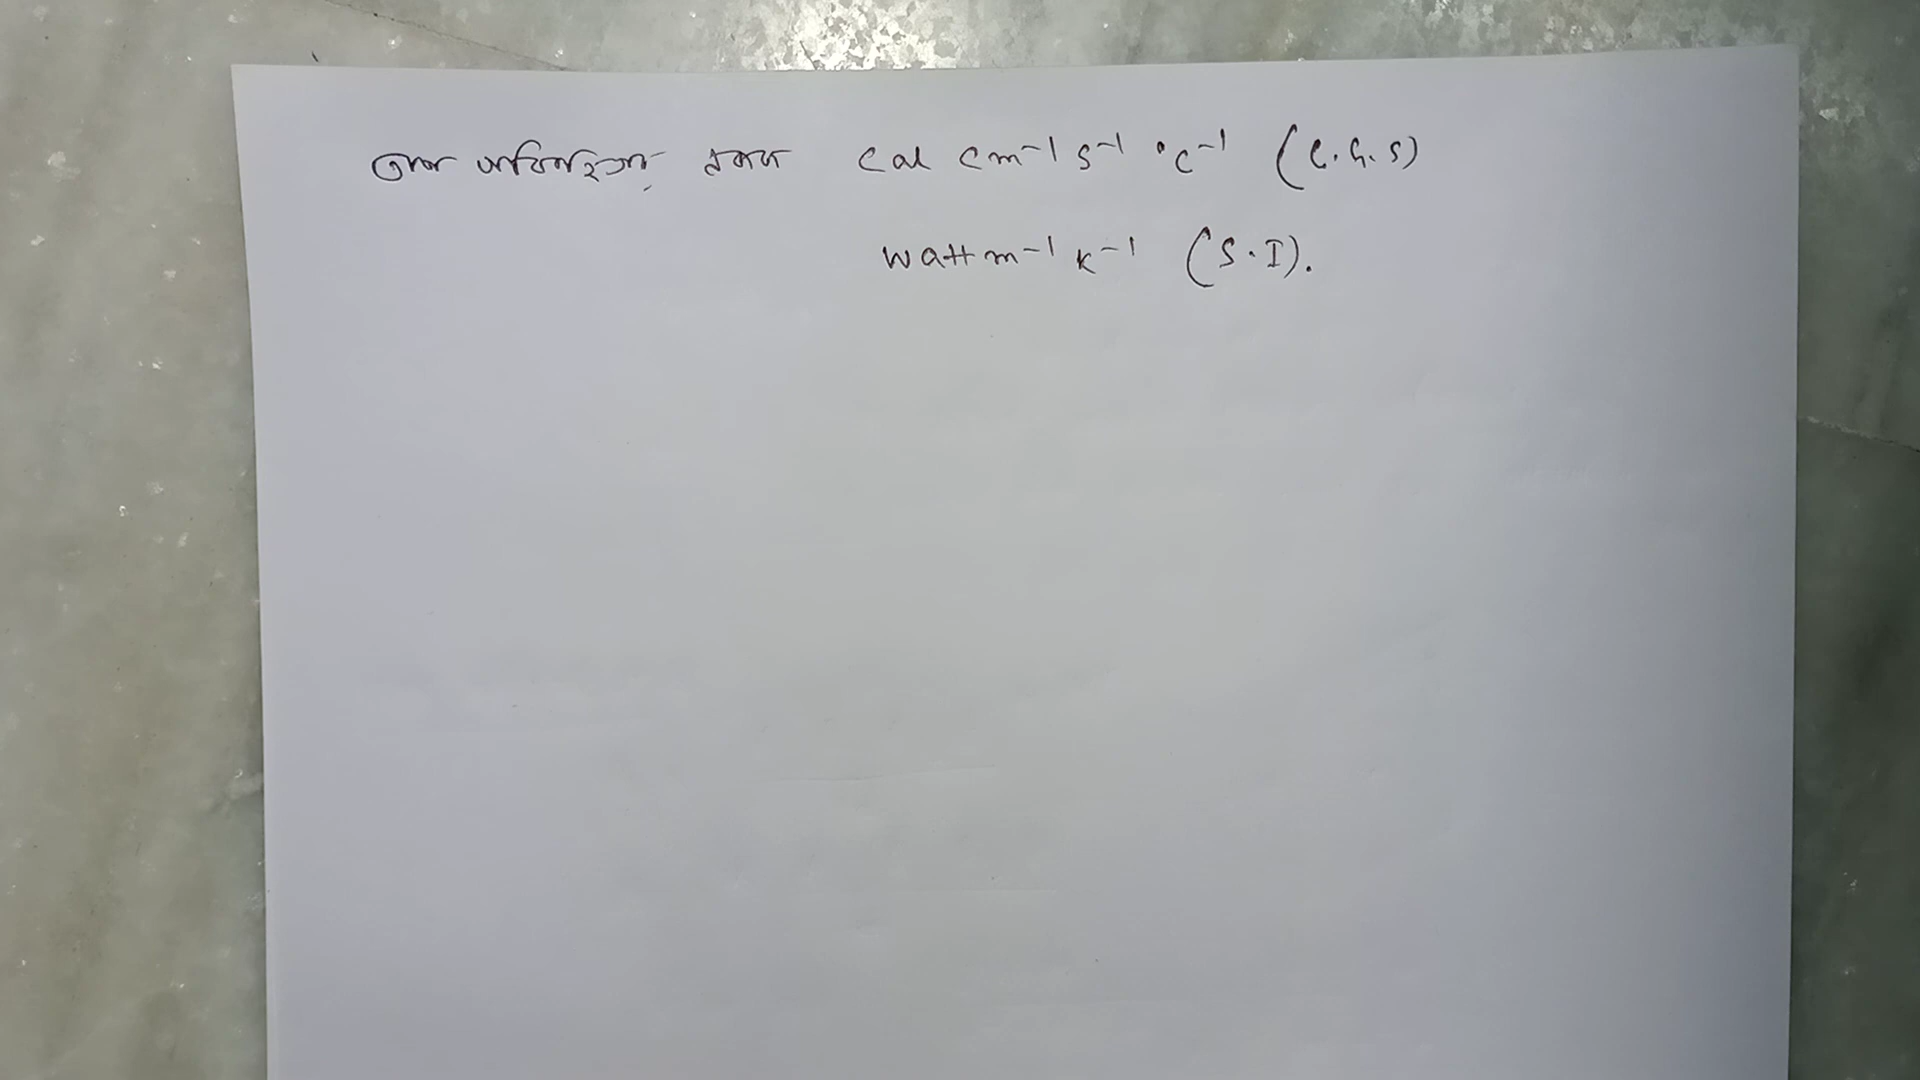 তাপ পরিবাহিতার একক cal cm⁻¹ s⁻¹ °c⁻¹ (C.G.S)
watt m⁻¹ K⁻¹ (S.I).